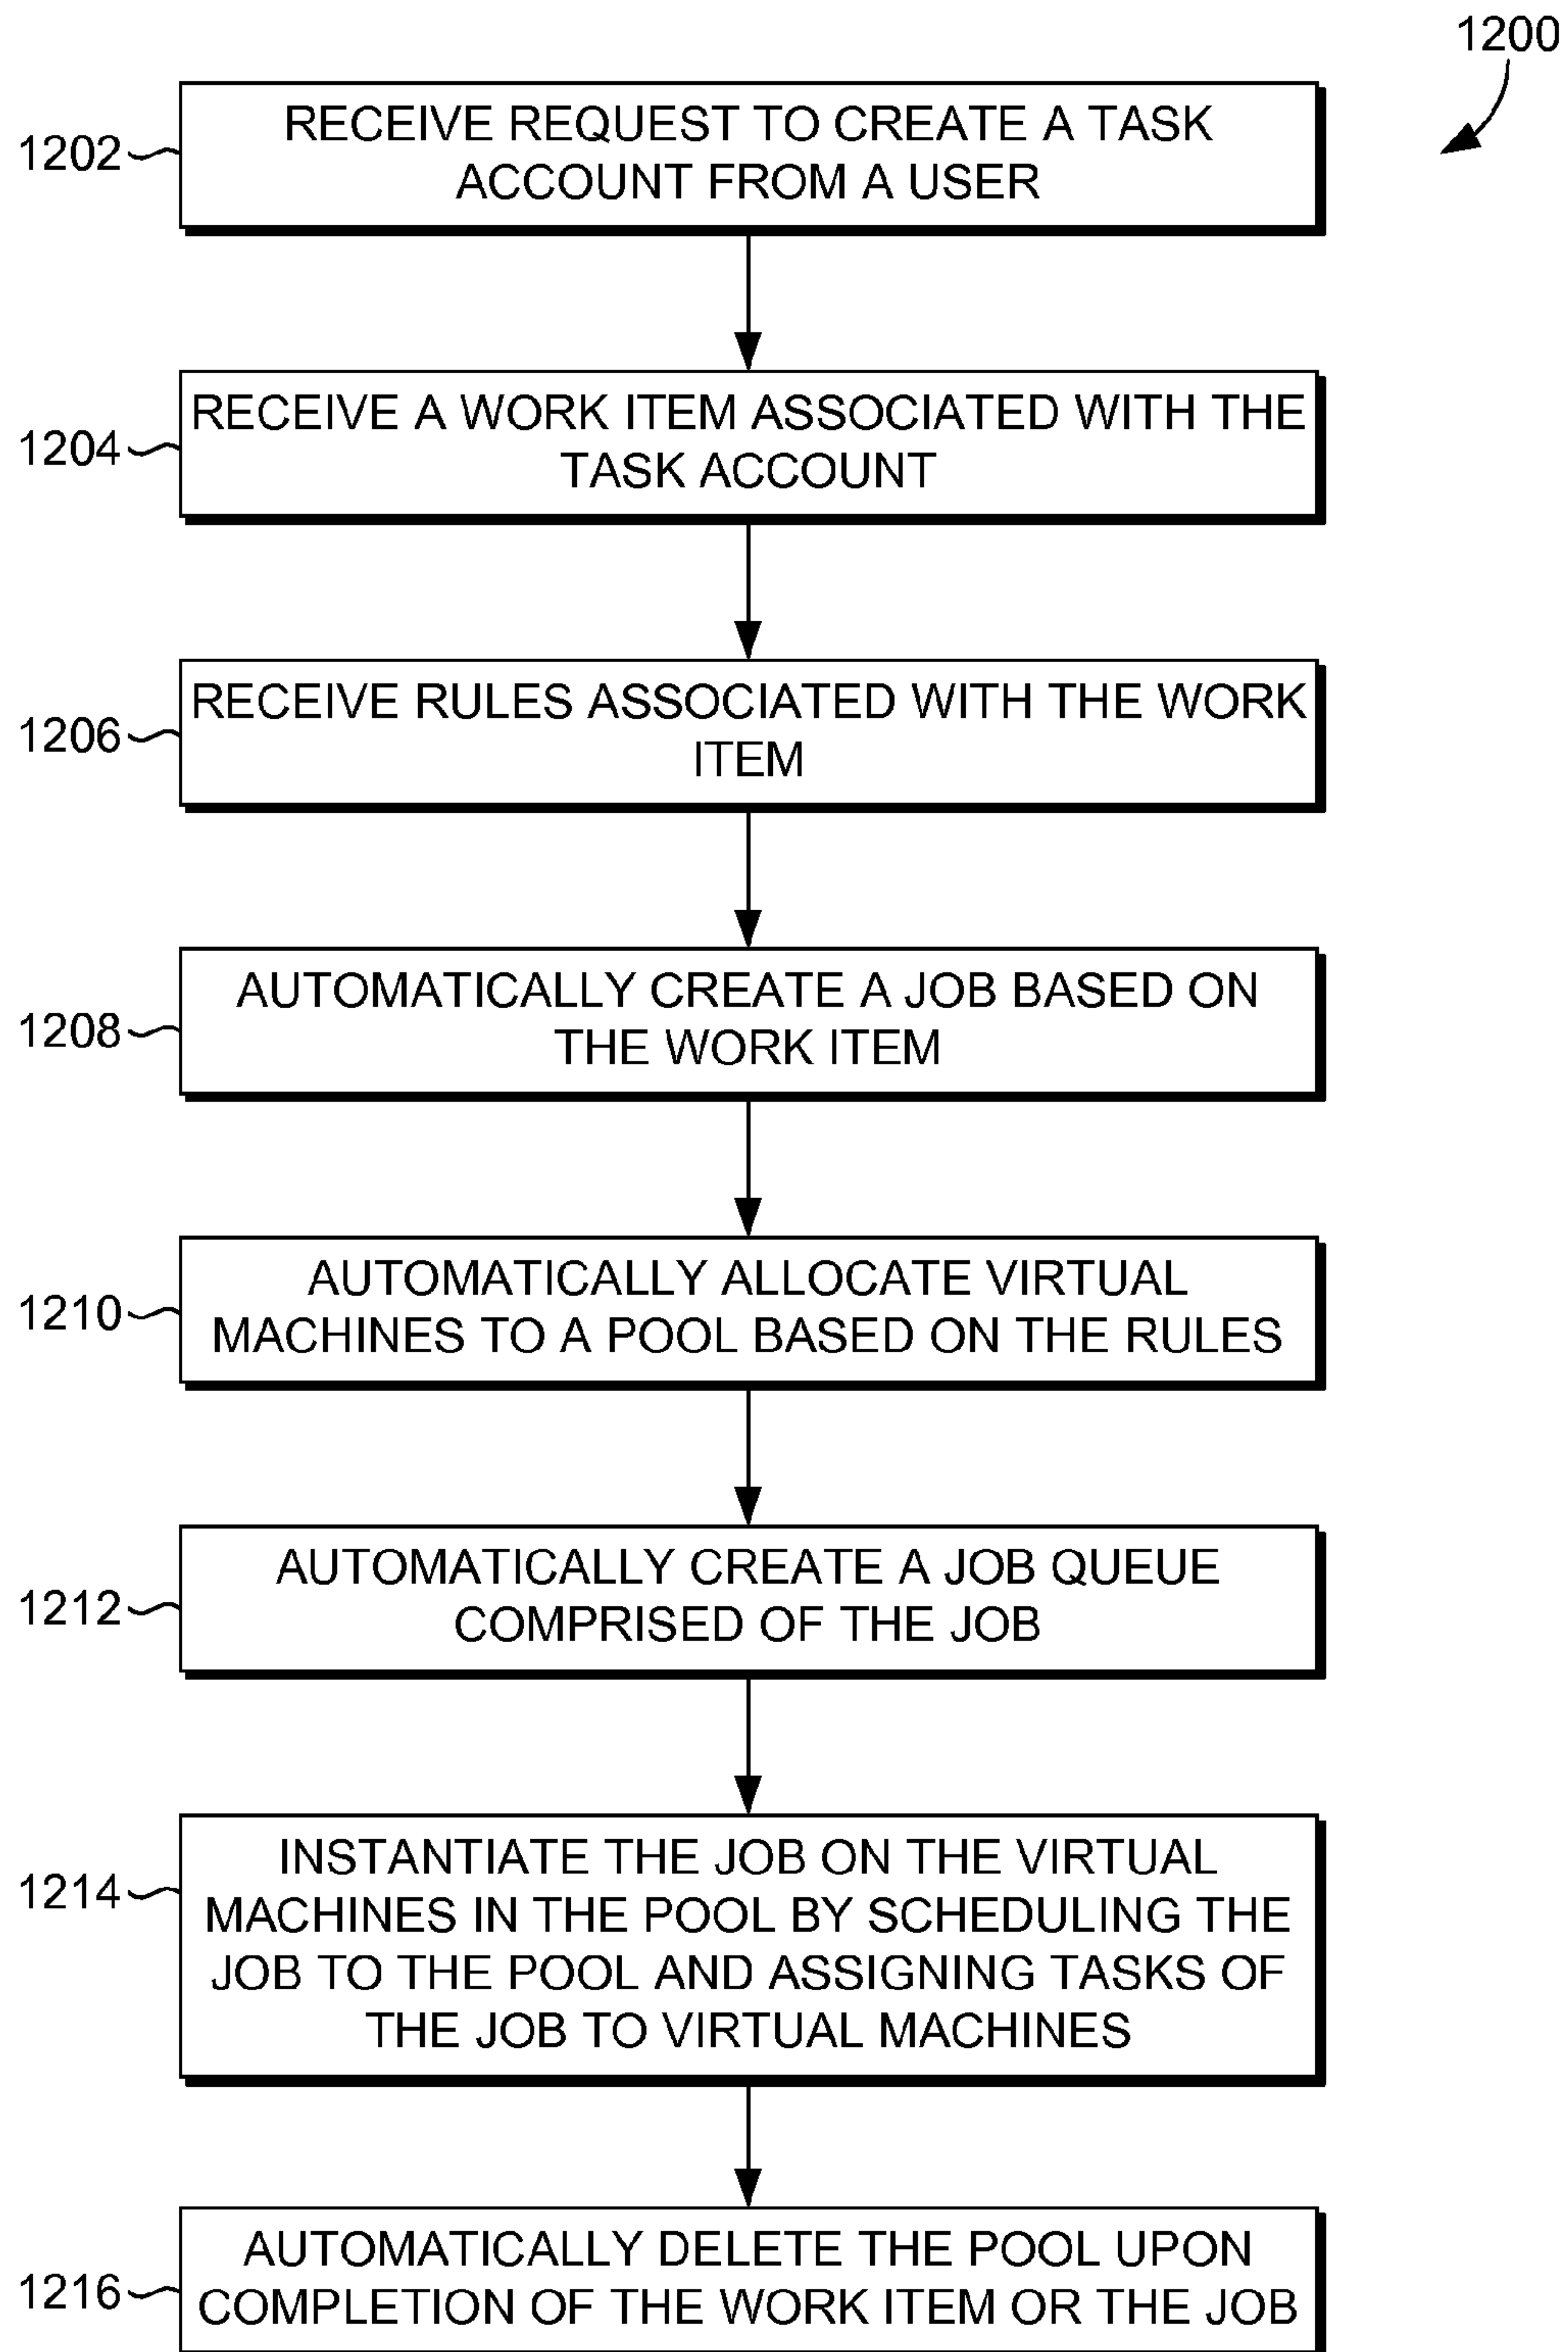 1200
1202
RECEIVE REQUEST TO CREATE A TASK
ACCOUNT FROM A USER
1204
RECEIVE A WORK ITEM ASSOCIATED WITH THE
TASK ACCOUNT
1206
RECEIVE RULES ASSOCIATED WITH THE WORK
ITEM
1208
AUTOMATICALLY CREATE A JOB BASED ON
THE WORK ITEM
1210
AUTOMATICALLY ALLOCATE VIRTUAL
MACHINES TO A POOL BASED ON THE RULES
1212
AUTOMATICALLY CREATE A JOB QUEUE
COMPRISED OF THE JOB
1214
INSTANTIATE THE JOB ON THE VIRTUAL
MACHINES IN THE POOL BY SCHEDULING THE
JOB TO THE POOL AND ASSIGNING TASKS OF
THE JOB TO VIRTUAL MACHINES
1216
AUTOMATICALLY DELETE THE POOL UPON
COMPLETION OF THE WORK ITEM OR THE JOB